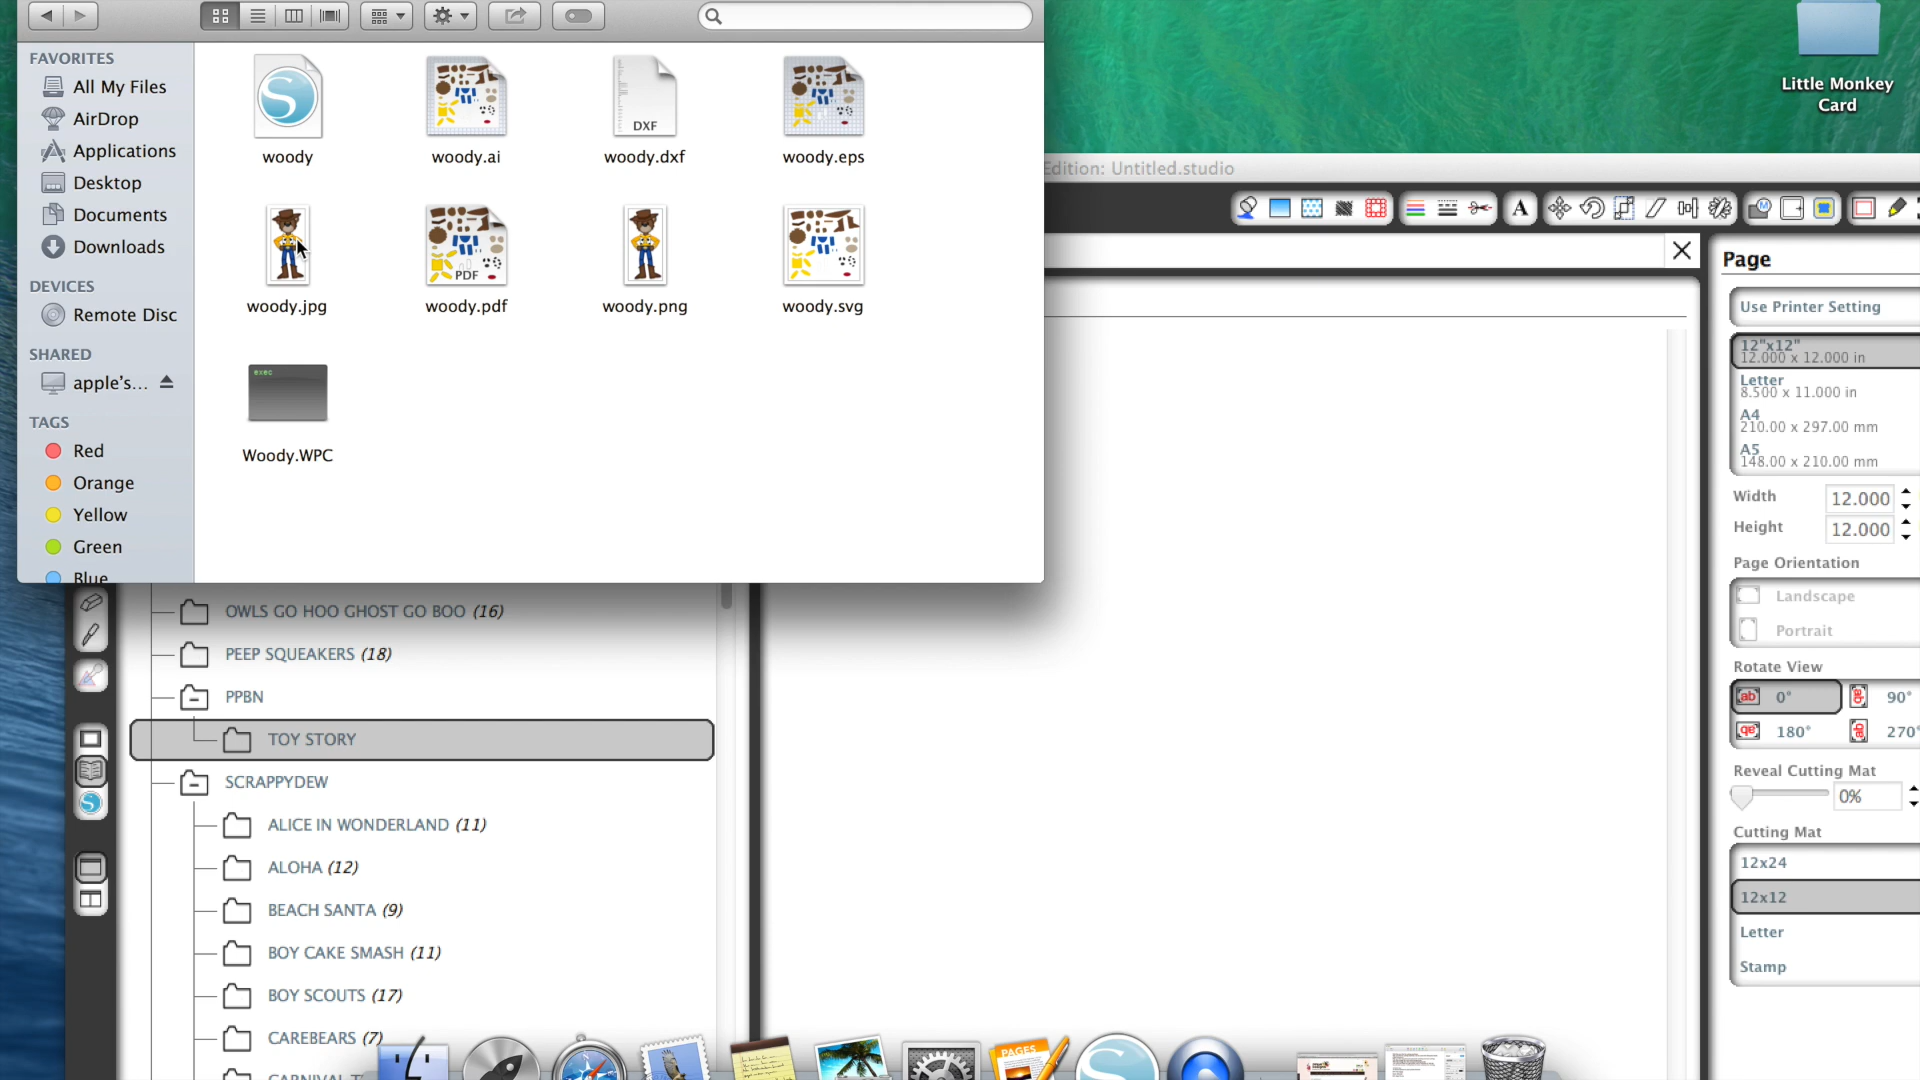 FAVORITES
All My Files
AirDrop
Applications
Desktop
Documents
Downloads
DEVICES
Remote Disc
SHARED
apple's...
TAGS
Red
Orange
Yellow
Green
Blue
S
woody
woody.ai
DXF
woody.dxf
woody.eps
woody.jpg
PDF
woody.pdf
woody.png
woody.svg
exec
Woody.WPC
Little Monkey
Card
Edition: Untitled.studio
A
M
Page
Use Printer Setting
12"x12"
12.000 x 12.000 in
Letter
8.500 x 11.000 in
A4
210.00 x 297.00 mm
A5
148.00 x 210.00 mm
Width 12.000
Height 12.000
Page Orientation
Landscape
Portrait
Rotate View
ab 0° ab 90°
ab 180° ab 270°
Reveal Cutting Mat
0%
Cutting Mat
12x24
12x12
Letter
Stamp
OWLS GO HOO GHOST GO BOO (16)
PEEP SQUEAKERS (18)
PPBN
TOY STORY
SCRAPPYDEW
ALICE IN WONDERLAND (11)
ALOHA (12)
BEACH SANTA (9)
BOY CAKE SMASH (11)
BOY SCOUTS (17)
CAREBEARS (7)
PAGES